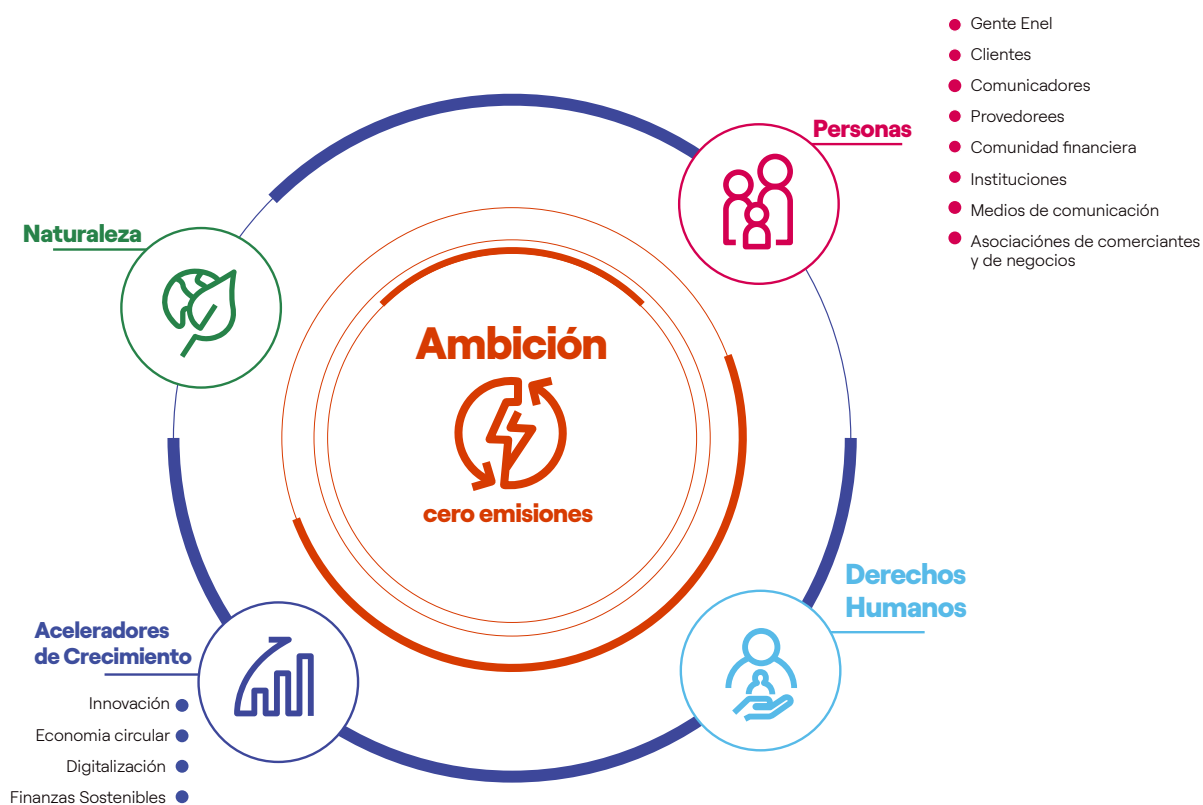 Gente Enel
Clientes
Comunicadores
Provedorees
Comunidad financiera
Instituciones
Medios de comunicación
Asociaciónes de comerciantes
y de negocios
Personas
Naturaleza
Ambición
cero emisiones
Derechos
Humanos
Aceleradores
de Crecimiento
Innovación
Economia circular
Digitalización
Finanzas Sostenibles